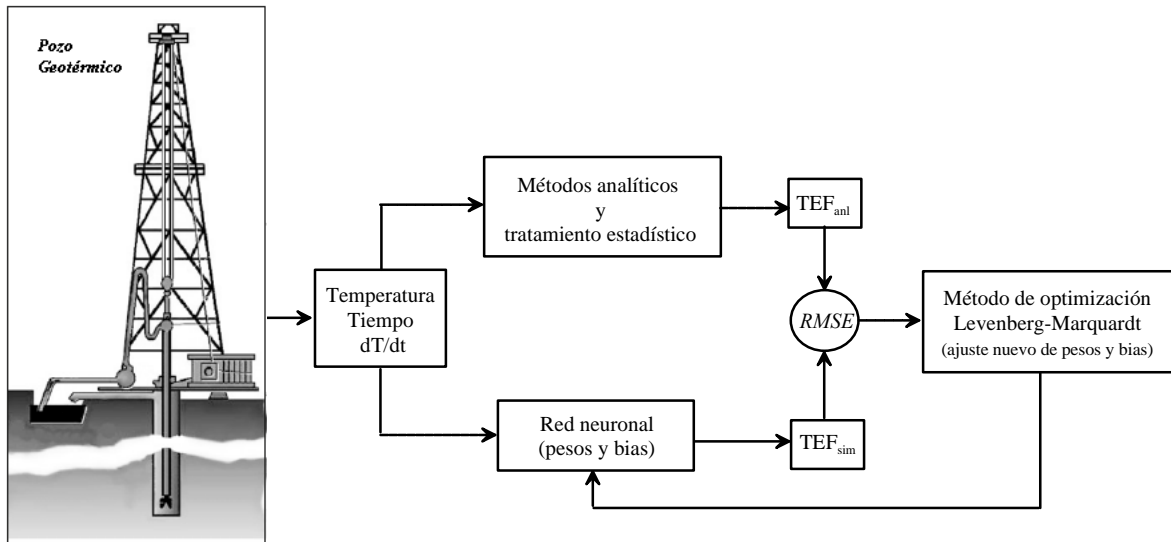 Pozo
Geotérmico
Temperatura
Tiempo
dT/dt
Métodos analíticos
y
tratamiento estadístico
TEFanl
RMSE
Método de optimización
Levenberg-Marquardt
(ajuste nuevo de pesos y bias)
Red neuronal
(pesos y bias)
TEFsim